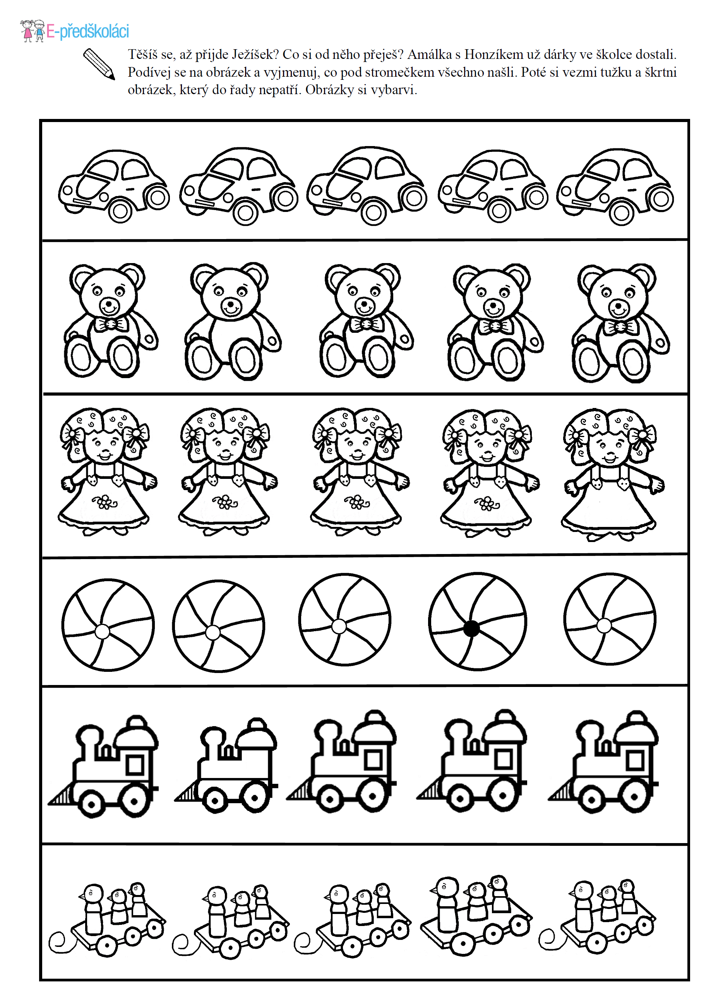 E-předškoláci
Těšíš se, až přijde Ježíšek? Co si od něho přeješ? Amálka s Honzíkem už dárky ve školce dostali.
Podívej se na obrázek a vyjmenuj, co pod stromečkem všechno našli. Poté si vezmi tužku a škrtni
obrázek, který do řady nepatří. Obrázky si vybarvi.